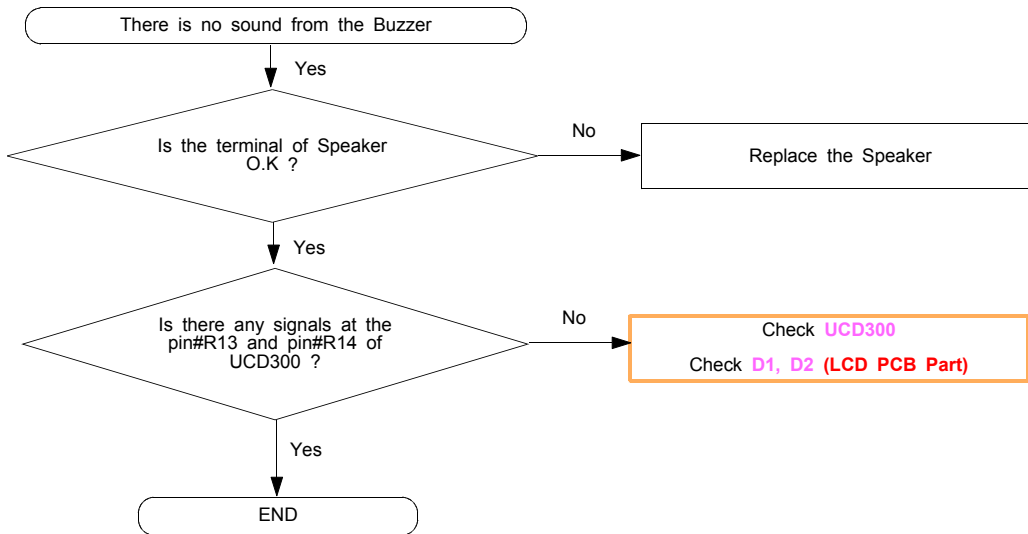 There is no sound from the Buzzer
Yes
Is the terminal of Speaker
O.K ?
No
Replace the Speaker
Yes
Is there any signals at the
pin#R13 and pin#R14 of
UCD300 ?
No
Check UCD300
Check D1, D2 (LCD PCB Part)
Yes
END